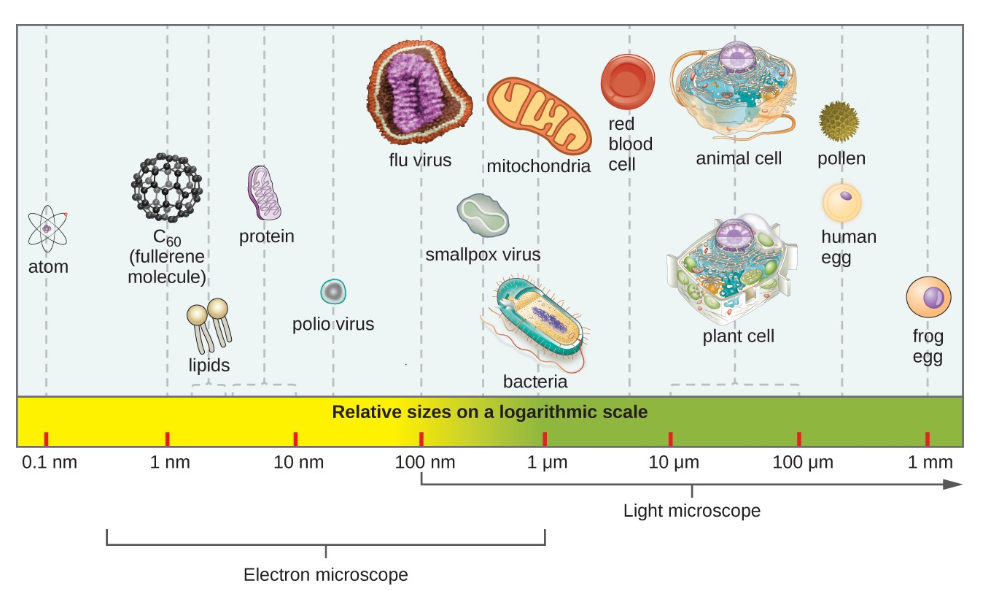 flu virus
mitochondria
red
blood
cell
animal cell
pollen
atom
C60
(fullerene
molecule)
protein
smallpox virus
human
egg
lipids
polio virus
bacteria
plant cell
frog
egg
Relative sizes on a logarithmic scale
0.1 nm 1 nm 10 nm 100 nm 1 µm 10 µm 100 µm 1 mm
Light microscope
Electron microscope